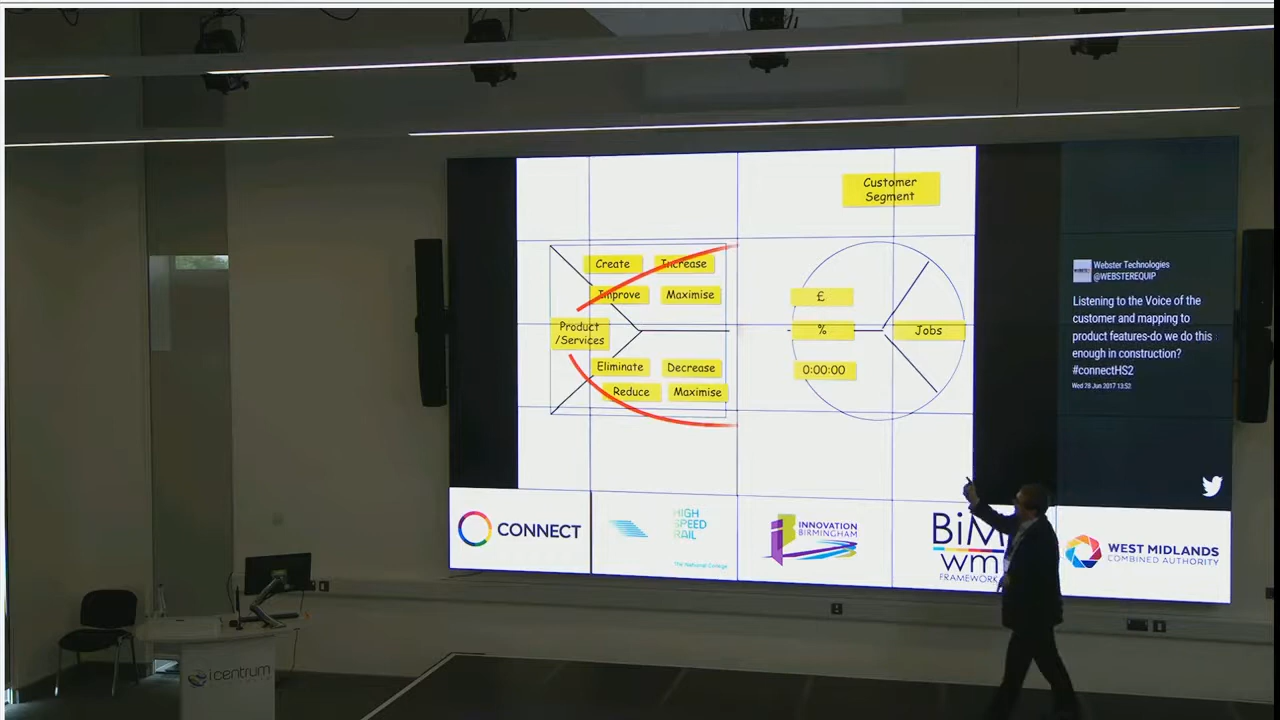 Customer
Segment
Create
Increase
Improve
Maximise
£
Product
/Services
%
Jobs
Eliminate
Decrease
0:00:00
Reduce
Maximise
Webster Technologies
@WEBSTEREQUIP
Listening to the Voice of the
customer and mapping to
product features-do we do this
enough in construction?
#connectHS2
Wed 28 Jun 2017 13:52
CONNECT
HIGH
SPEED
RAIL
The National College
INNOVATION
BIRMINGHAM
BiM
wm
FRAMEWORK
WEST MIDLANDS
COMBINED AUTHORITY
icentrum